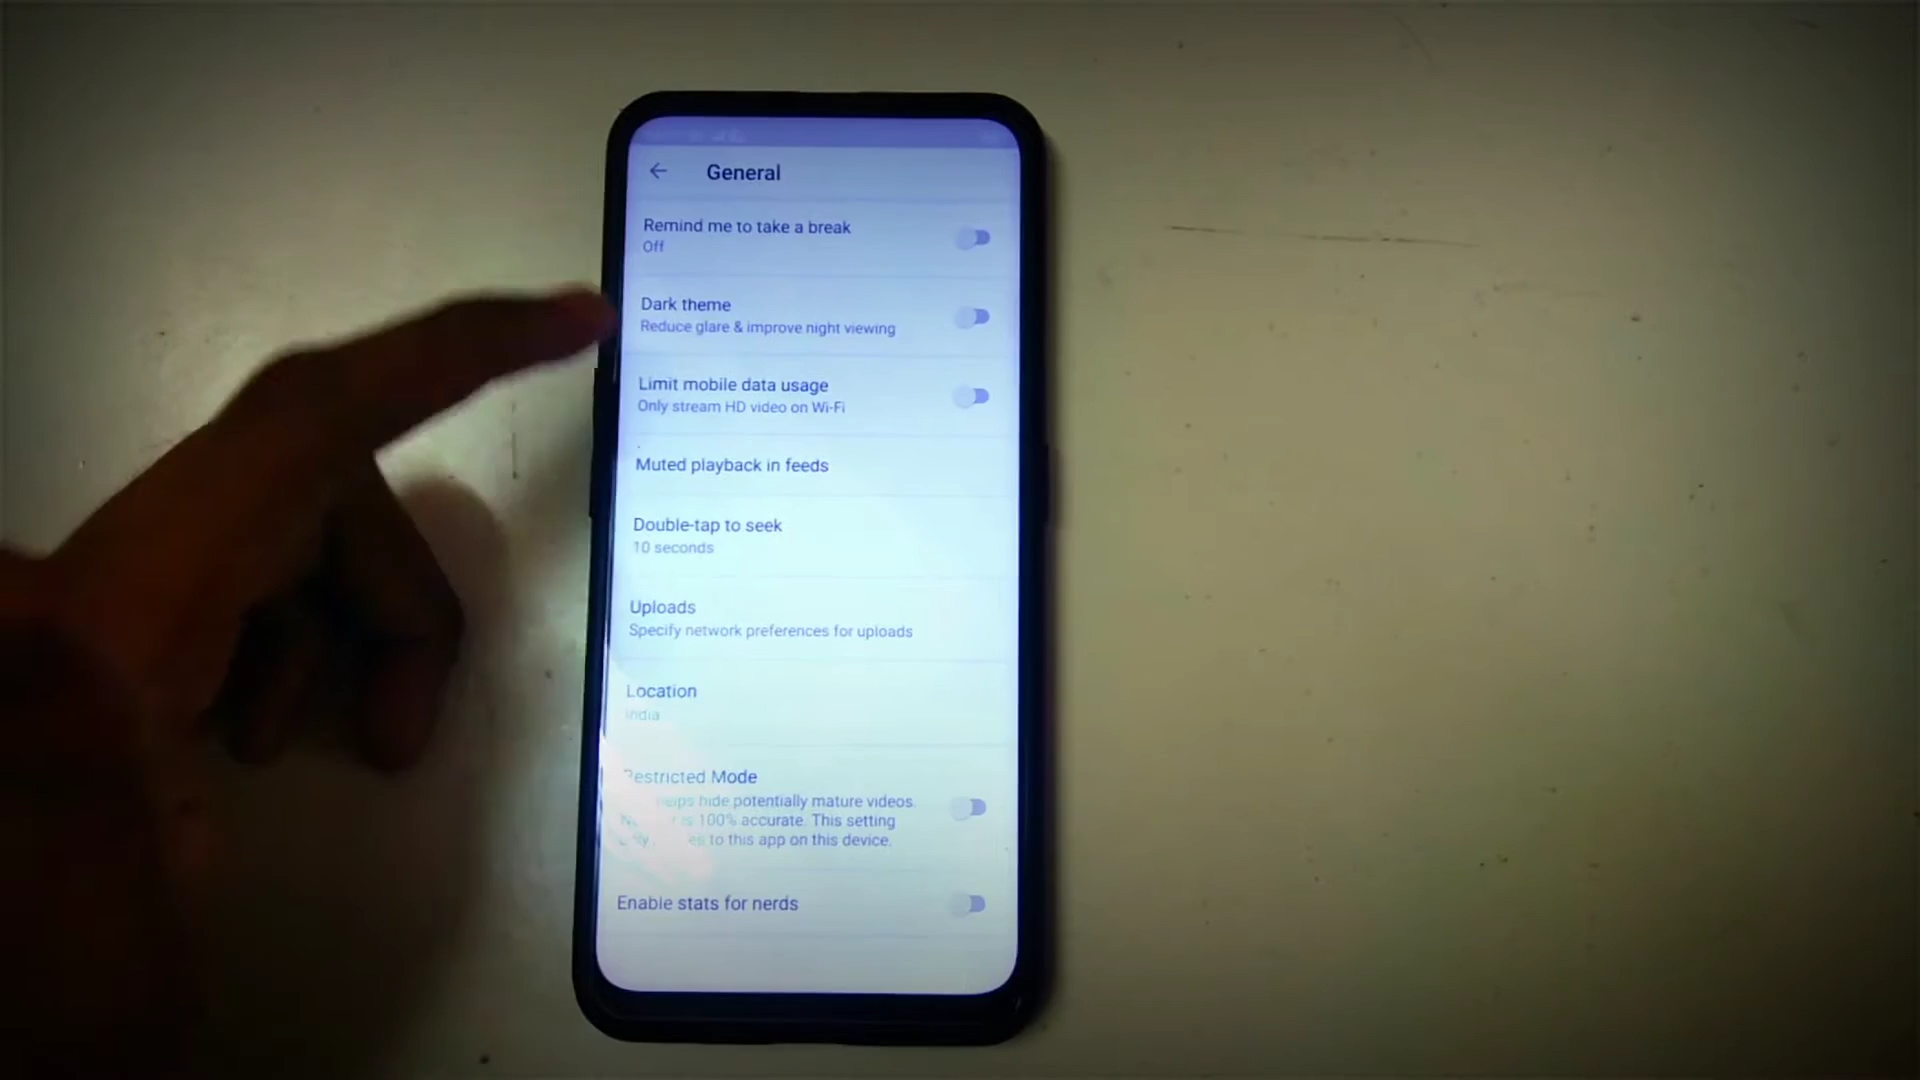 General
Remind me to take a break
Off
Dark theme
Reduce glare & improve night viewing
Limit mobile data usage
Only stream HD video on Wi-Fi
Muted playback in feeds
Double-tap to seek
10 seconds
Uploads
Specify network preferences for uploads
Location
India
Restricted Mode
helps hide potentially mature videos.
is 100% accurate. This setting
to this app on this device.
Enable stats for nerds